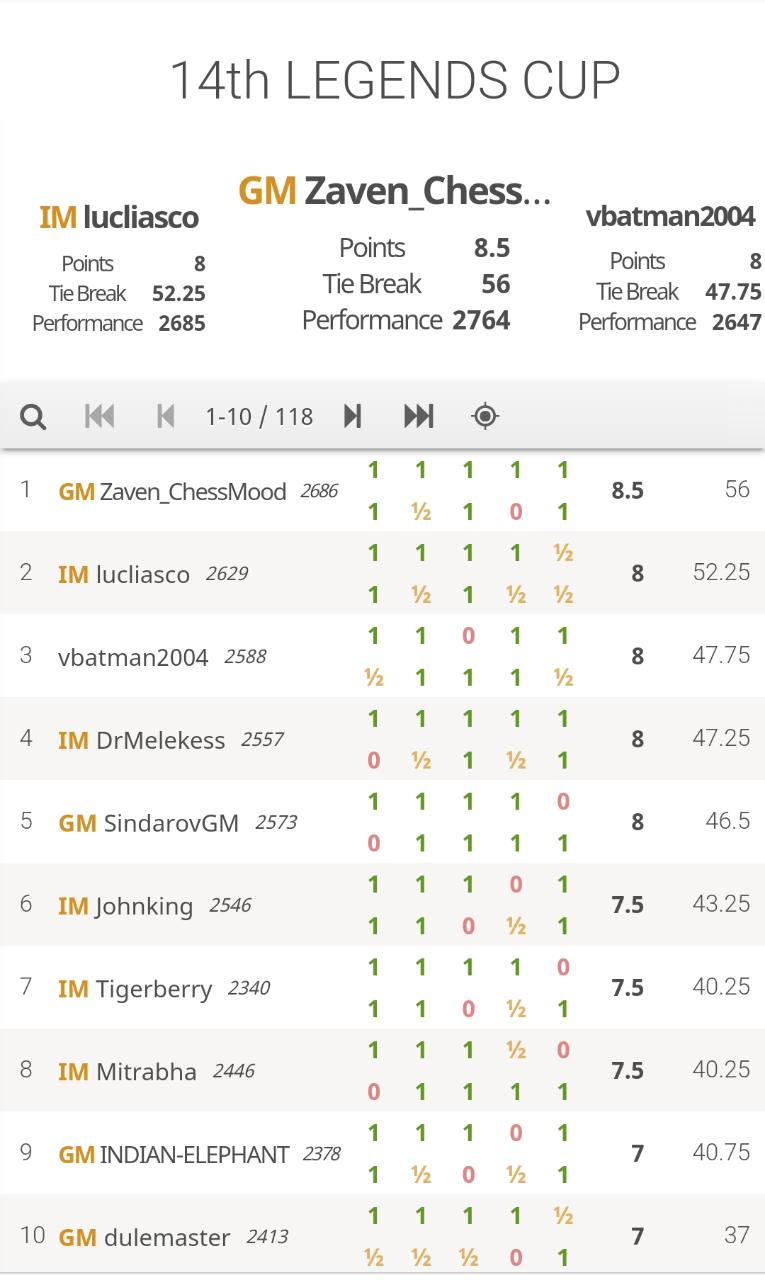 14th LEGENDS CUP
GM Zaven_Chess...
Points 8.5
Tie Break 56
Performance 2764
IM lucliasco
Points 8
Tie Break 52.25
Performance 2685
vbatman2004
Points 8
Tie Break 47.75
Performance 2647
1-10 / 118
1 GM Zaven_ChessMood 2686 1 1 1 1 1 8.5 56
1 ½ 1 0 1
2 IM lucliasco 2629 1 1 1 1 ½ 8 52.25
1 ½ 1 ½ ½
3 vbatman2004 2588 1 1 0 1 1 8 47.75
½ 1 1 1 ½
4 IM DrMelekess 2557 1 1 1 1 1 8 47.25
0 ½ 1 ½ 1
5 GM SindarovGM 2573 1 1 1 1 0 8 46.5
0 1 1 1 1
6 IM Johnking 2546 1 1 1 0 1 7.5 43.25
1 1 0 ½ 1
7 IM Tigerberry 2340 1 1 1 1 0 7.5 40.25
1 1 0 ½ 1
8 IM Mitrabha 2446 1 1 1 ½ 0 7.5 40.25
0 1 1 1 1
9 GM INDIAN-ELEPHANT 2378 1 1 1 0 1 7 40.75
1 ½ 0 ½ 1
10 GM dulemaster 2413 1 1 1 1 ½ 7 37
½ ½ ½ 0 1